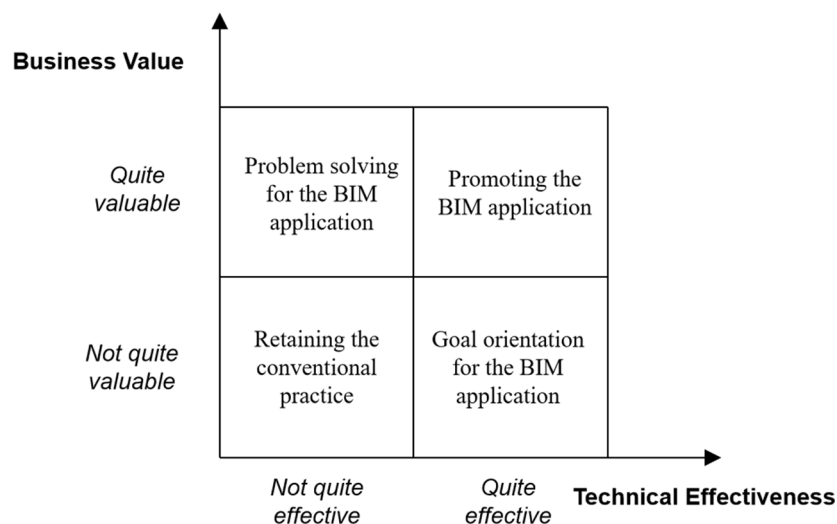 Business Value
Quite
valuable
Problem solving
for the BIM
application
Promoting the
BIM application
Not quite
valuable
Retaining the
conventional
practice
Goal orientation
for the BIM
application
Not quite
effective
Quite
effective
Technical Effectiveness